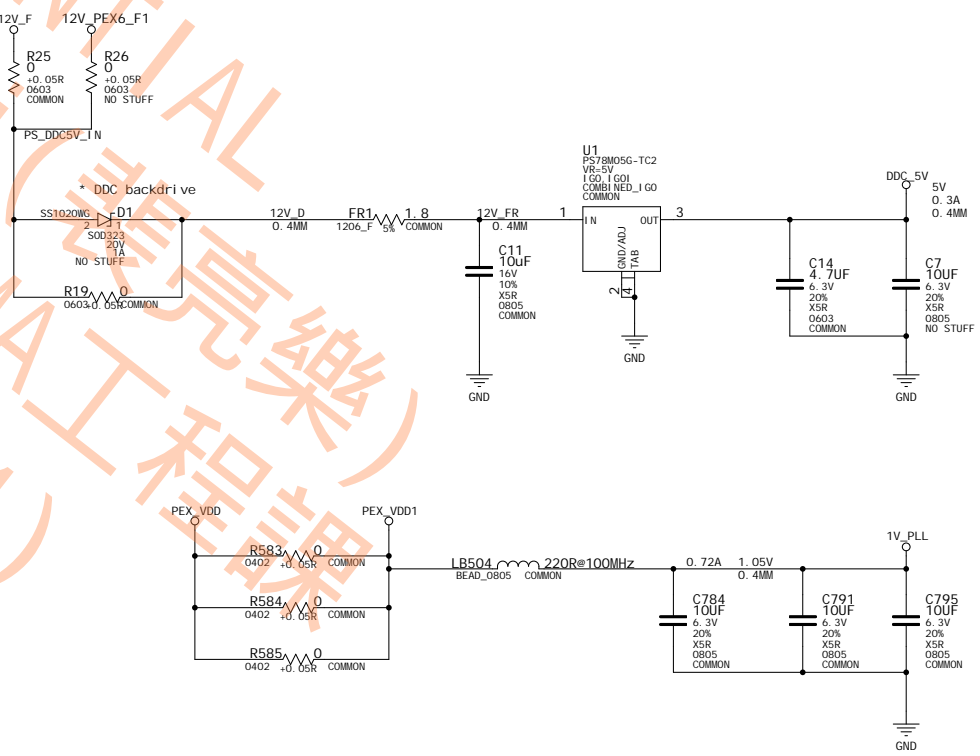 12V_F
12V_PEX6_F1
R25
0
+0.05R
0603
COMMON
R26
0
+0.05R
0603
NO STUFF
PS_DDC5V_IN
* DDC backdrive
SS1020WG
D1
2
1
SOD323
20V
1A
NO STUFF
R19
0
0603
+0.05R
COMMON
12V_D
0.4MM
FR1
1.8
1206_F
5%
COMMON
12V_FR
0.4MM
C11
10uF
16V
10%
X5R
0805
COMMON
U1
PS78M05G-TC2
VR=5V
IGO,IGOI
COMBINED_IGO
COMMON
1
IN
OUT
3
GND/ADJ
TAB
2
4
GND
GND
DDC_5V
5V
0.3A
0.4MM
C14
4.7UF
6.3V
20%
X5R
0603
COMMON
C7
10UF
6.3V
20%
X5R
0805
NO STUFF
GND
PEX_VDD
PEX_VDD1
R583
0
0402
+0.05R
COMMON
R584
0
0402
+0.05R
COMMON
R585
0
0402
+0.05R
COMMON
LB504
220R@100MHz
BEAD_0805
COMMON
0.72A
1.05V
0.4MM
1V_PLL
C784
10UF
6.3V
20%
X5R
0805
COMMON
C791
10UF
6.3V
20%
X5R
0805
COMMON
C795
10UF
6.3V
20%
X5R
0805
COMMON
GND
NTIAL
(裴亮樂)
A工程課
)